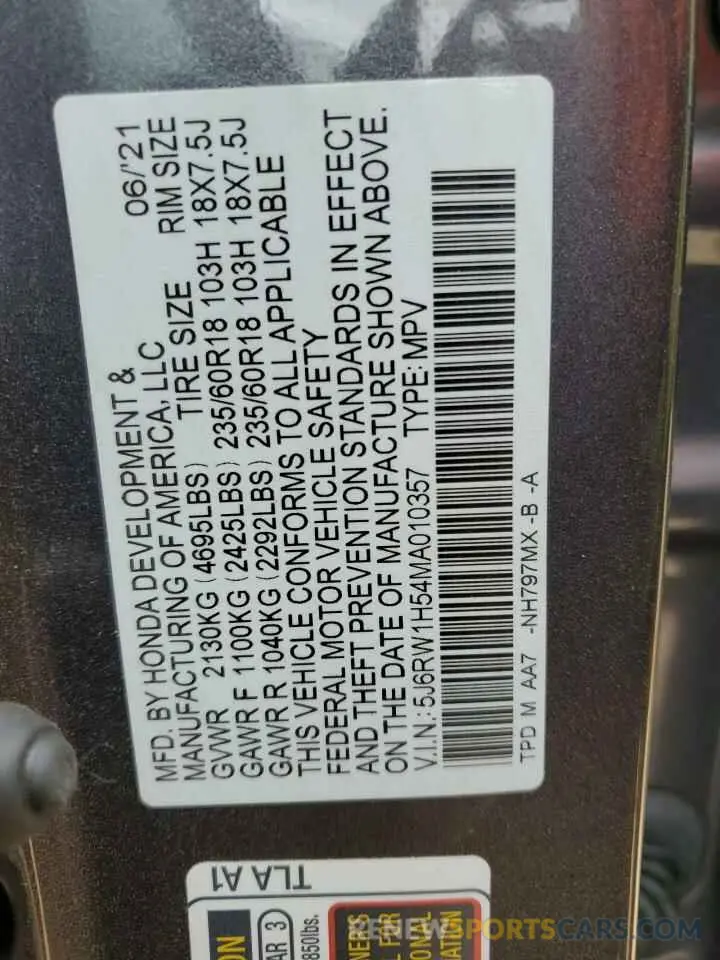 MFD. BY HONDA DEVELOPMENT &
MANUFACTURING OF AMERICA, LLC 06/'21
GVWR 2130KG (4695LBS) TIRE SIZE RIM SIZE
GAWR F 1100KG (2425LBS) 235/60R18 103H 18X7.5J
GAWR R 1040KG (2292LBS) 235/60R18 103H 18X7.5J
THIS VEHICLE CONFORMS TO ALL APPLICABLE
FEDERAL MOTOR VEHICLE SAFETY
AND THEFT PREVENTION STANDARDS IN EFFECT
ON THE DATE OF MANUFACTURE SHOWN ABOVE.
V.I.N.: 5J6RW1H54MA010357 TYPE: MPV
TPD M AA7 -NH797MX -B -A
TLA A1
850lbs.
RENEWSPORTSCARS.COM